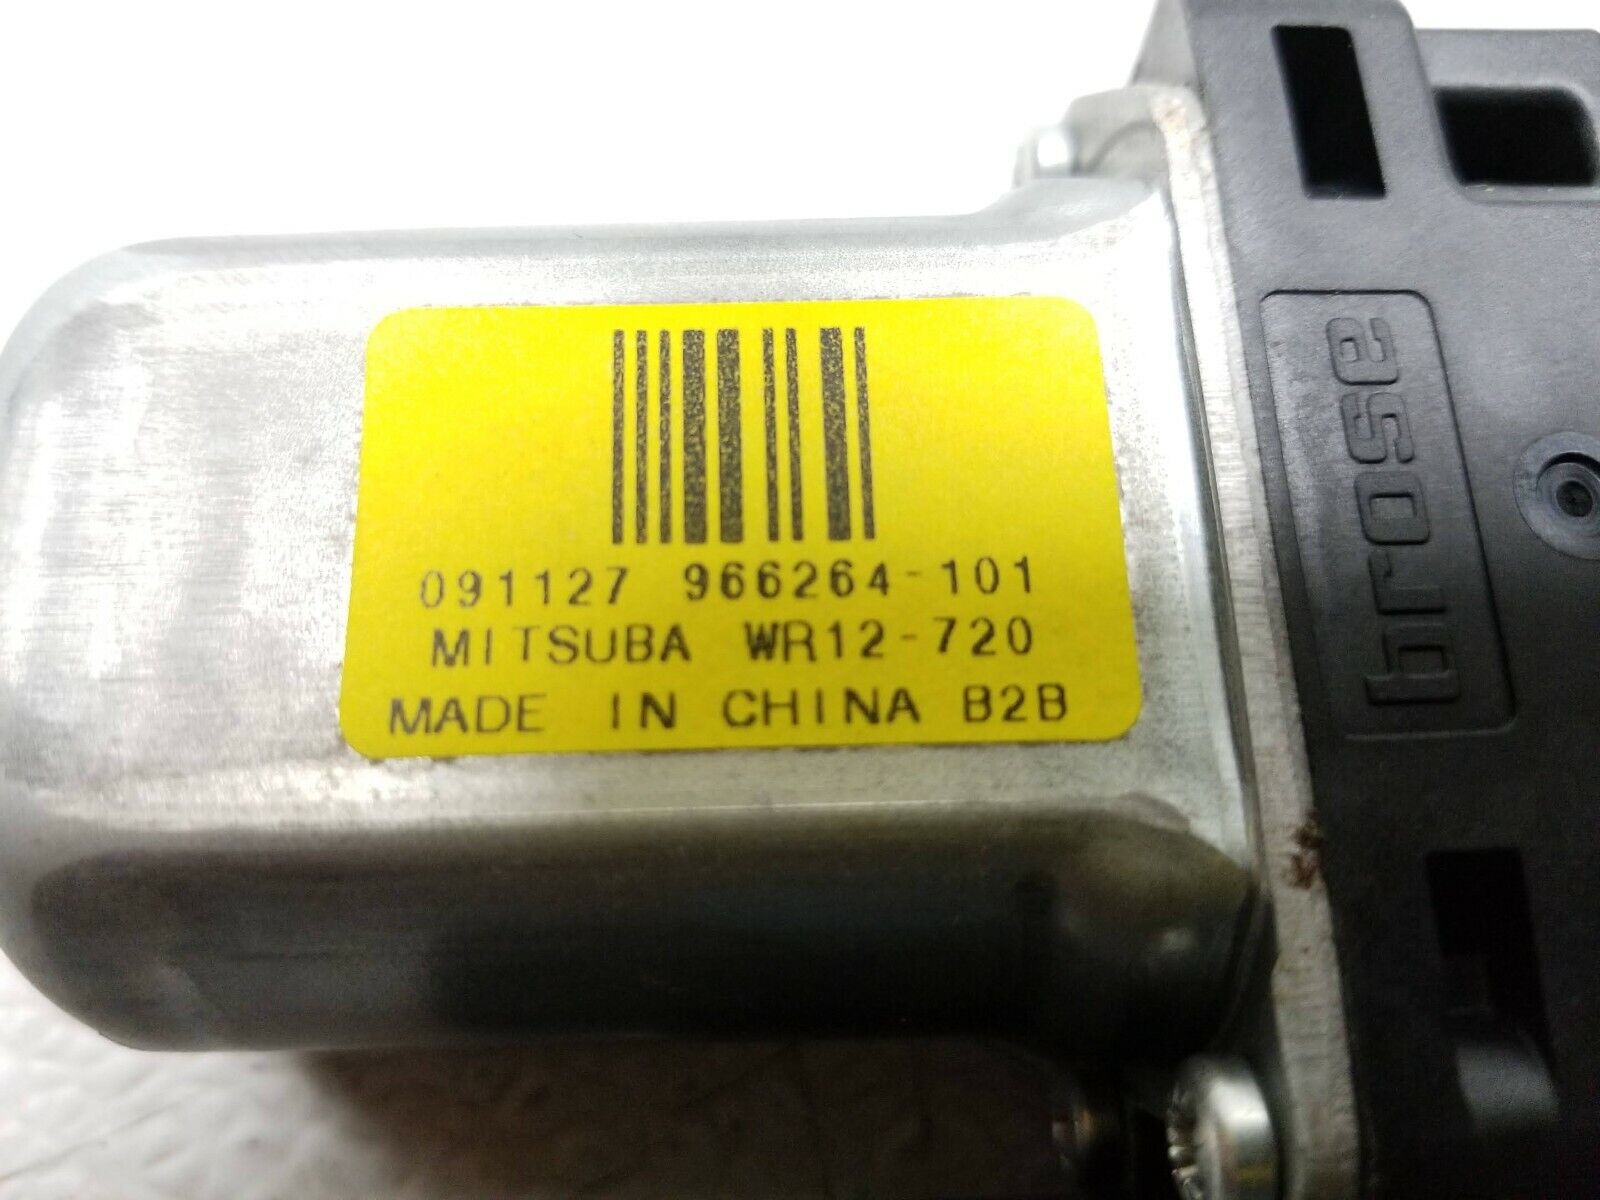 091127 966264-101
MITSUBA WR12-720
MADE IN CHINA B2B
brose